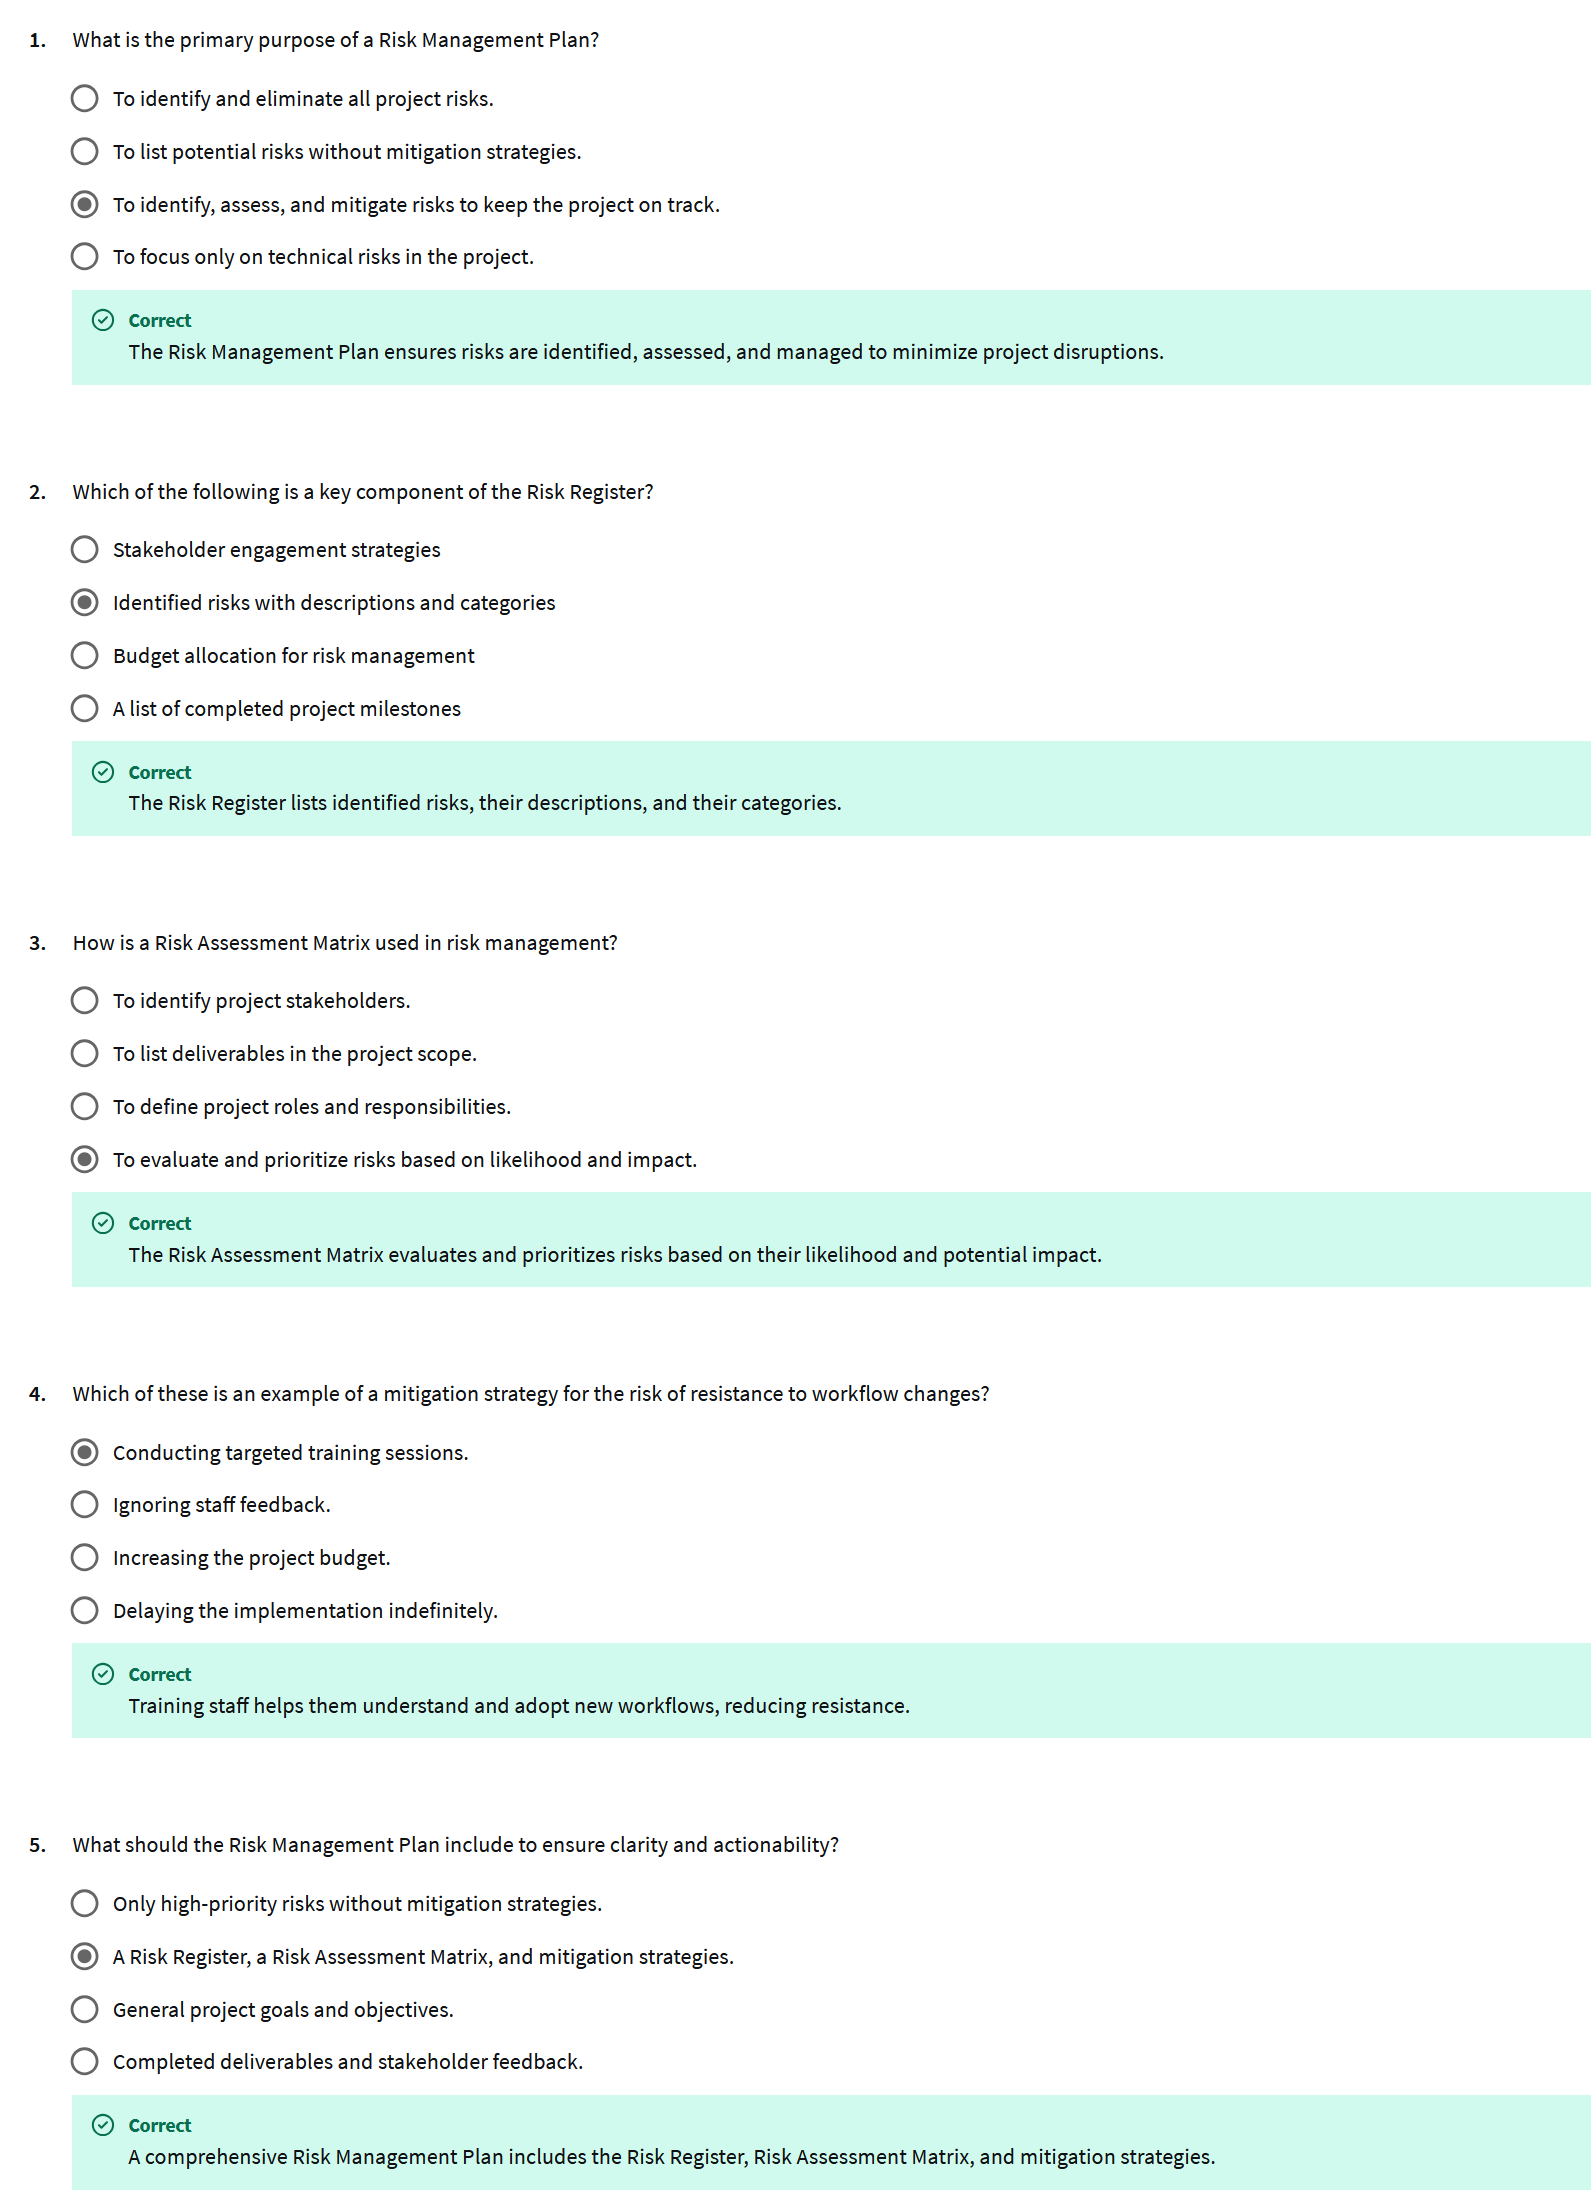 1. What is the primary purpose of a Risk Management Plan?
To identify and eliminate all project risks.
To list potential risks without mitigation strategies.
To identify, assess, and mitigate risks to keep the project on track.
To focus only on technical risks in the project.
Correct
The Risk Management Plan ensures risks are identified, assessed, and managed to minimize project disruptions.
2. Which of the following is a key component of the Risk Register?
Stakeholder engagement strategies
Identified risks with descriptions and categories
Budget allocation for risk management
A list of completed project milestones
Correct
The Risk Register lists identified risks, their descriptions, and their categories.
3. How is a Risk Assessment Matrix used in risk management?
To identify project stakeholders.
To list deliverables in the project scope.
To define project roles and responsibilities.
To evaluate and prioritize risks based on likelihood and impact.
Correct
The Risk Assessment Matrix evaluates and prioritizes risks based on their likelihood and potential impact.
4. Which of these is an example of a mitigation strategy for the risk of resistance to workflow changes?
Conducting targeted training sessions.
Ignoring staff feedback.
Increasing the project budget.
Delaying the implementation indefinitely.
Correct
Training staff helps them understand and adopt new workflows, reducing resistance.
5. What should the Risk Management Plan include to ensure clarity and actionability?
Only high-priority risks without mitigation strategies.
A Risk Register, a Risk Assessment Matrix, and mitigation strategies.
General project goals and objectives.
Completed deliverables and stakeholder feedback.
Correct
A comprehensive Risk Management Plan includes the Risk Register, Risk Assessment Matrix, and mitigation strategies.